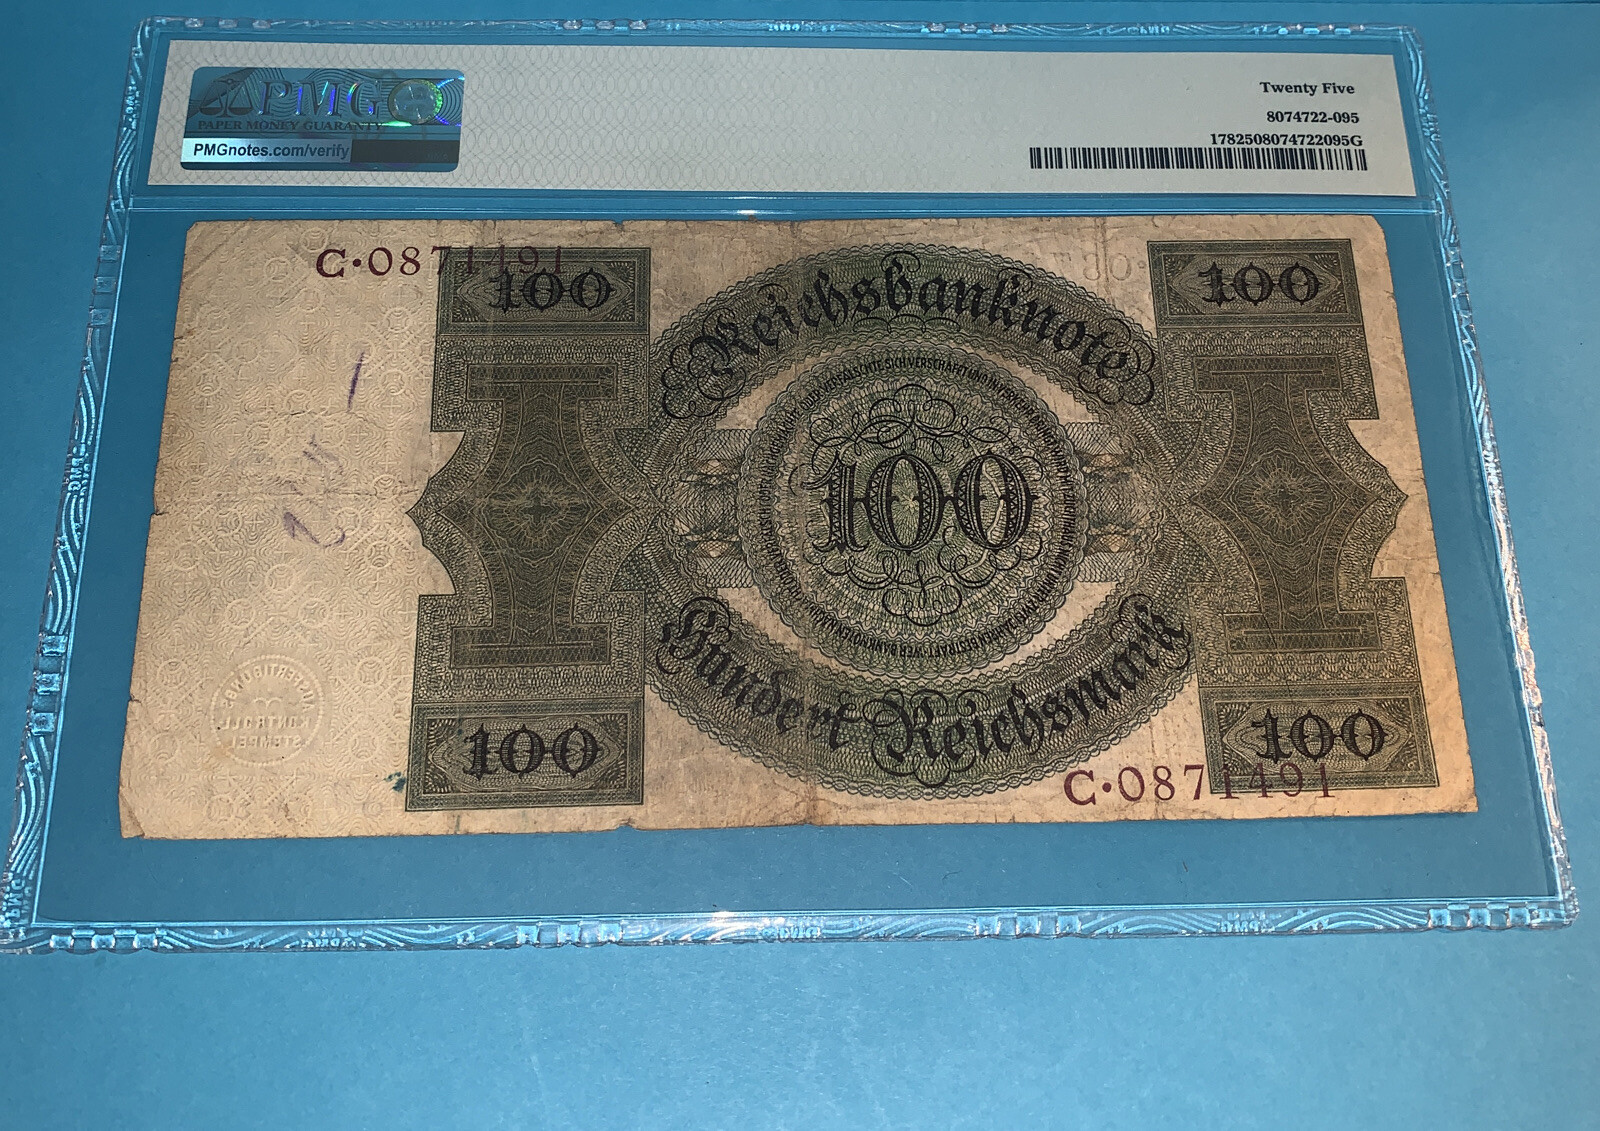 PMG
PAPER MONEY GUARANTY
PMGnotes.com/verify
Twenty Five
8074722-095
1782508074722095G
C·0871491
100
100
Reichsbanknote
100
Hundert Reichsmark
100
100
C·0871491
AUSFERTIGUNGS
KONTROLL
STEMPEL